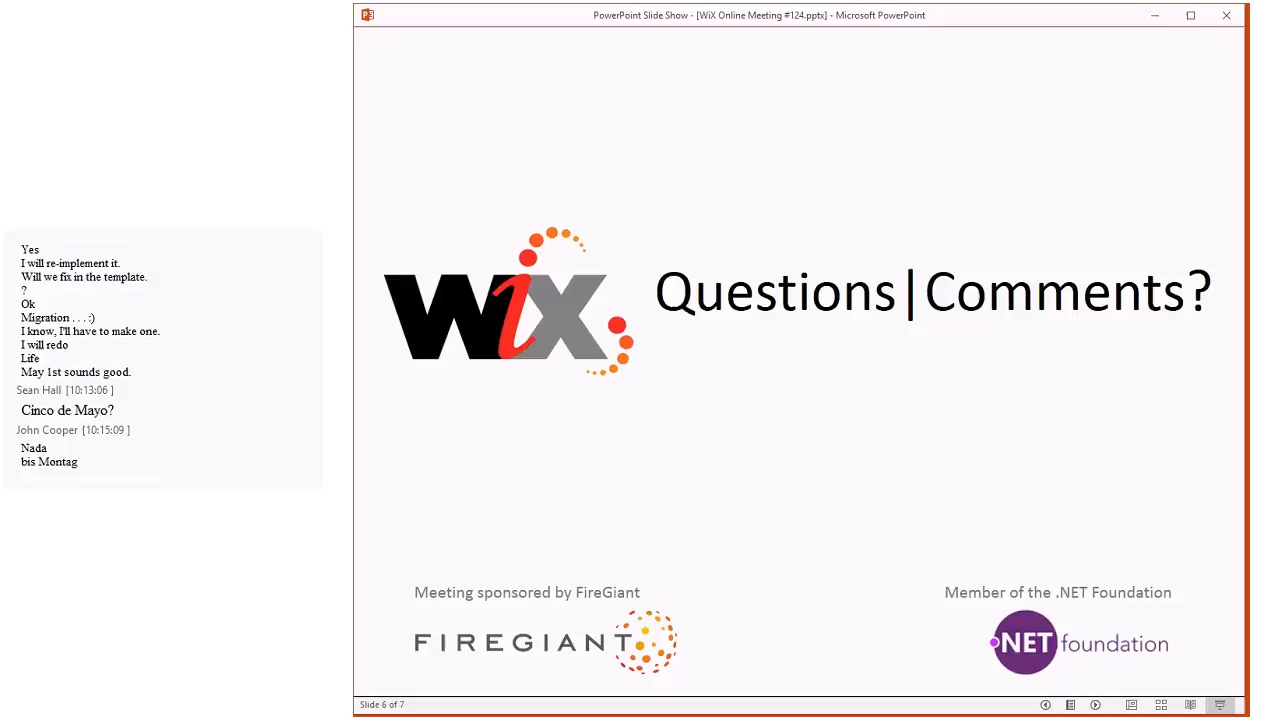 PowerPoint Slide Show - [WiX Online Meeting #124.pptx] - Microsoft PowerPoint
Yes
I will re-implement it.
Will we fix in the template.
?
Ok
Migration . . . :)
I know, I'll have to make one.
I will redo
Life
May 1st sounds good.
Sean Hall [10:13:06 ]
Cinco de Mayo?
John Cooper [10:15:09 ]
Nada
bis Montag
WiX
Questions|Comments?
Meeting sponsored by FireGiant
FIREGIANT
Member of the .NET Foundation
.NET foundation
Slide 6 of 7